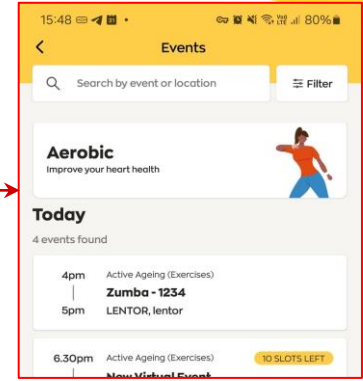 15:48
80%
Events
Search by event or location
Filter
Aerobic
Improve your heart health
Today
4 events found
4pm
Active Ageing (Exercises)
Zumba - 1234
5pm
LENTOR, lentor
6.30pm
Active Ageing (Exercises)
10 SLOTS LEFT
New Virtual Event